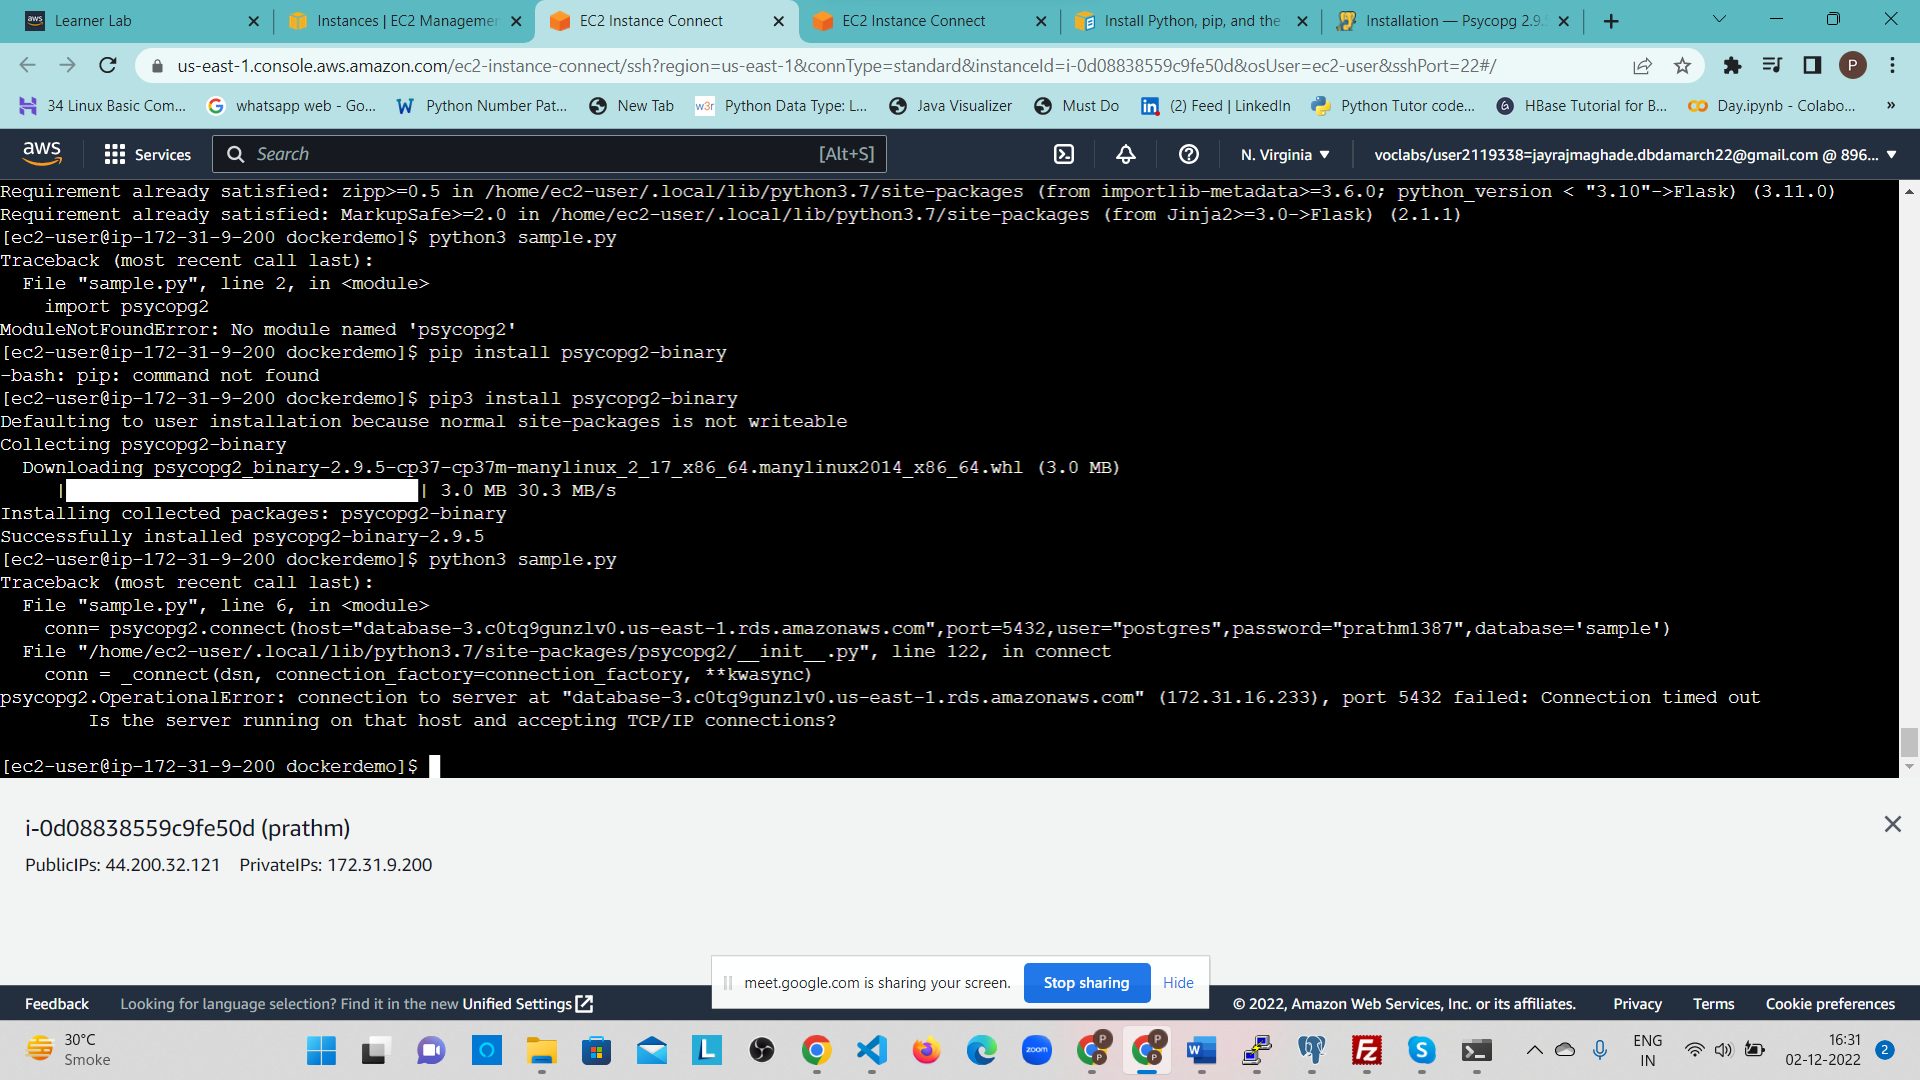 Learner Lab
Instances | EC2 Managemen
EC2 Instance Connect
EC2 Instance Connect
Install Python, pip, and the
Installation — Psycopg 2.9.
us-east-1.console.aws.amazon.com/ec2-instance-connect/ssh?region=us-east-1&connType=standard&instanceId=i-0d08838559c9fe50d&osUser=ec2-user&sshPort=22#/
P
34 Linux Basic Com...
whatsapp web - Go...
Python Number Pat...
New Tab
Python Data Type: L...
Java Visualizer
Must Do
(2) Feed | LinkedIn
Python Tutor code...
HBase Tutorial for B...
Day.ipynb - Colabo...
»
aws
Services
Search
[Alt+S]
N. Virginia
voclabs/user2119338=jayrajmaghade.dbdamarch22@gmail.com @ 896...
Requirement already satisfied: zipp>=0.5 in /home/ec2-user/.local/lib/python3.7/site-packages (from importlib-metadata>=3.6.0; python_version < "3.10"->Flask) (3.11.0)
Requirement already satisfied: MarkupSafe>=2.0 in /home/ec2-user/.local/lib/python3.7/site-packages (from Jinja2>=3.0->Flask) (2.1.1)
[ec2-user@ip-172-31-9-200 dockerdemo]$ python3 sample.py
Traceback (most recent call last):
  File "sample.py", line 2, in <module>
    import psycopg2
ModuleNotFoundError: No module named 'psycopg2'
[ec2-user@ip-172-31-9-200 dockerdemo]$ pip install psycopg2-binary
-bash: pip: command not found
[ec2-user@ip-172-31-9-200 dockerdemo]$ pip3 install psycopg2-binary
Defaulting to user installation because normal site-packages is not writeable
Collecting psycopg2-binary
  Downloading psycopg2_binary-2.9.5-cp37-cp37m-manylinux_2_17_x86_64.manylinux2014_x86_64.whl (3.0 MB)
| | 3.0 MB 30.3 MB/s
Installing collected packages: psycopg2-binary
Successfully installed psycopg2-binary-2.9.5
[ec2-user@ip-172-31-9-200 dockerdemo]$ python3 sample.py
Traceback (most recent call last):
  File "sample.py", line 6, in <module>
    conn= psycopg2.connect(host="database-3.c0tq9gunzlv0.us-east-1.rds.amazonaws.com",port=5432,user="postgres",password="prathm1387",database='sample')
  File "/home/ec2-user/.local/lib/python3.7/site-packages/psycopg2/__init__.py", line 122, in connect
    conn = _connect(dsn, connection_factory=connection_factory, **kwasync)
psycopg2.OperationalError: connection to server at "database-3.c0tq9gunzlv0.us-east-1.rds.amazonaws.com" (172.31.16.233), port 5432 failed: Connection timed out
        Is the server running on that host and accepting TCP/IP connections?
[ec2-user@ip-172-31-9-200 dockerdemo]$
i-0d08838559c9fe50d (prathm)
PublicIPs: 44.200.32.121 PrivateIPs: 172.31.9.200
meet.google.com is sharing your screen.
Stop sharing
Hide
Feedback
Looking for language selection? Find it in the new Unified Settings
© 2022, Amazon Web Services, Inc. or its affiliates.
Privacy
Terms
Cookie preferences
30°C
Smoke
zoom
ENG
IN
16:31
02-12-2022
2